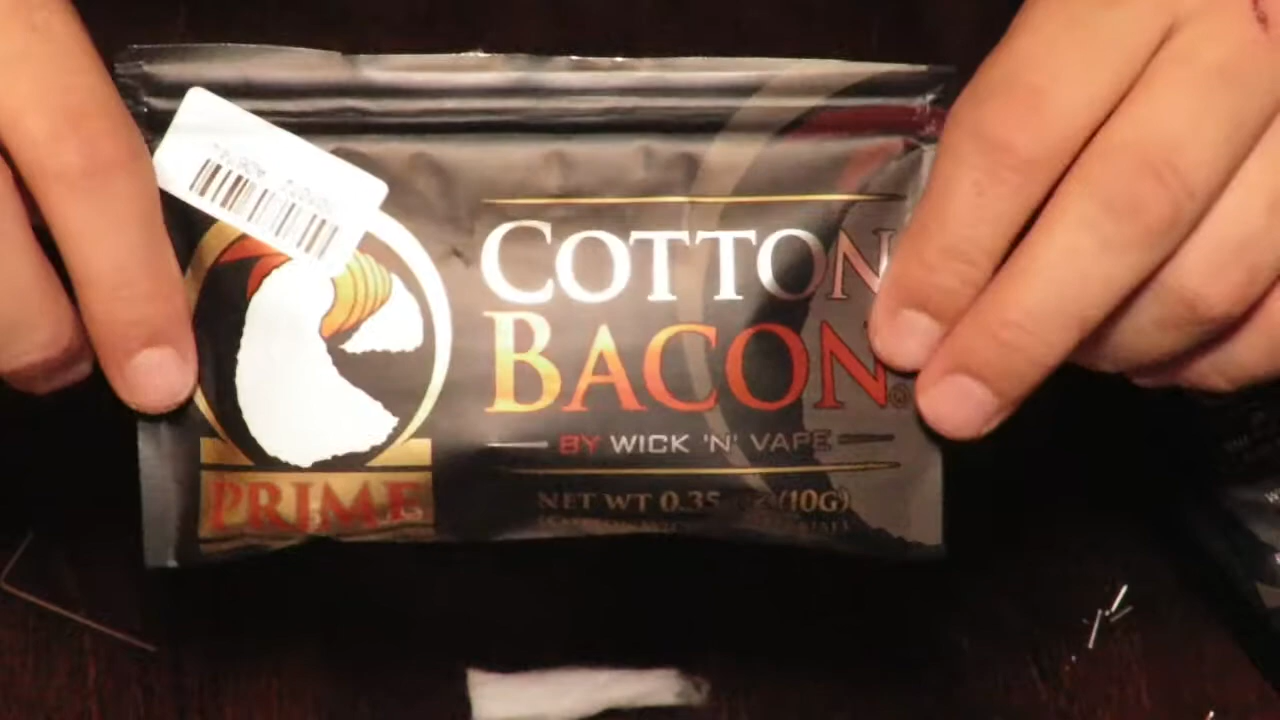 COTTON
BACON®
BY WICK 'N' VAPE
NET WT 0.35 (10G)
PRIME